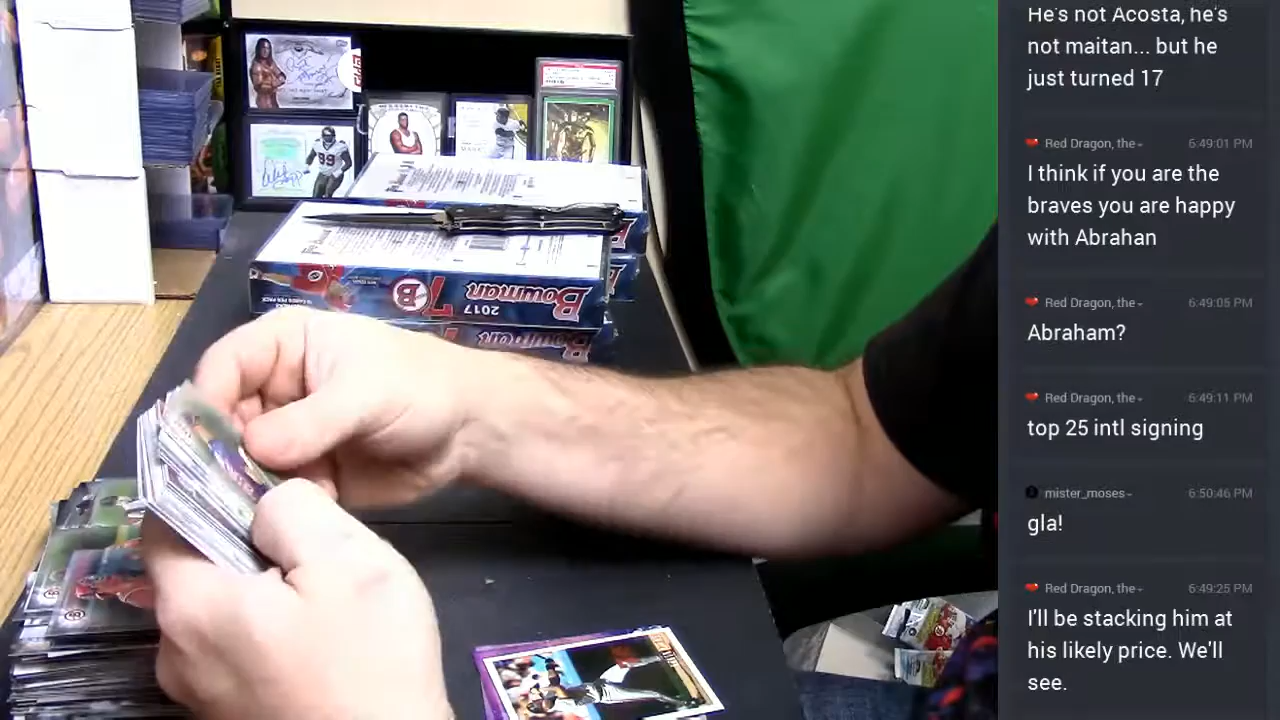 He's not Acosta, he's
not maitan... but he
just turned 17
Red Dragon, the 6:49:01 PM
I think if you are the
braves you are happy
with Abrahan
Red Dragon, the 6:49:05 PM
Abraham?
Red Dragon, the 6:49:11 PM
top 25 intl signing
mister_moses 6:50:46 PM
gla!
Red Dragon, the 6:49:25 PM
I'll be stacking him at
his likely price. We'll
see.
99
2017
Bowman
B
Bowman